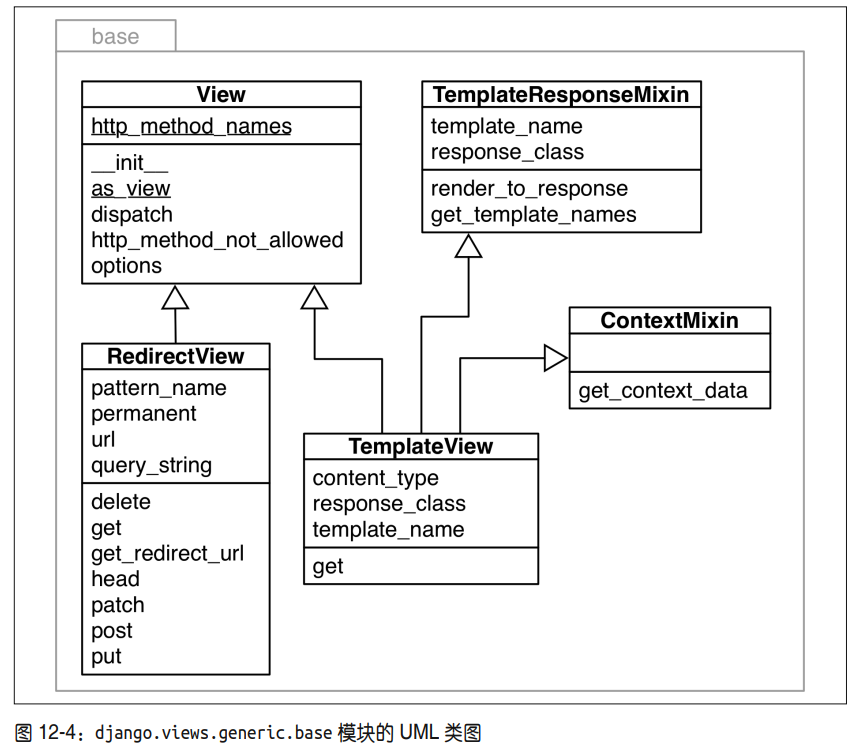 base
View
http_method_names
__init__
as_view
dispatch
http_method_not_allowed
options
TemplateResponseMixin
template_name
response_class
render_to_response
get_template_names
ContextMixin
get_context_data
RedirectView
pattern_name
permanent
url
query_string
delete
get
get_redirect_url
head
patch
post
put
TemplateView
content_type
response_class
template_name
get
图 12-4：django.views.generic.base 模块的 UML 类图